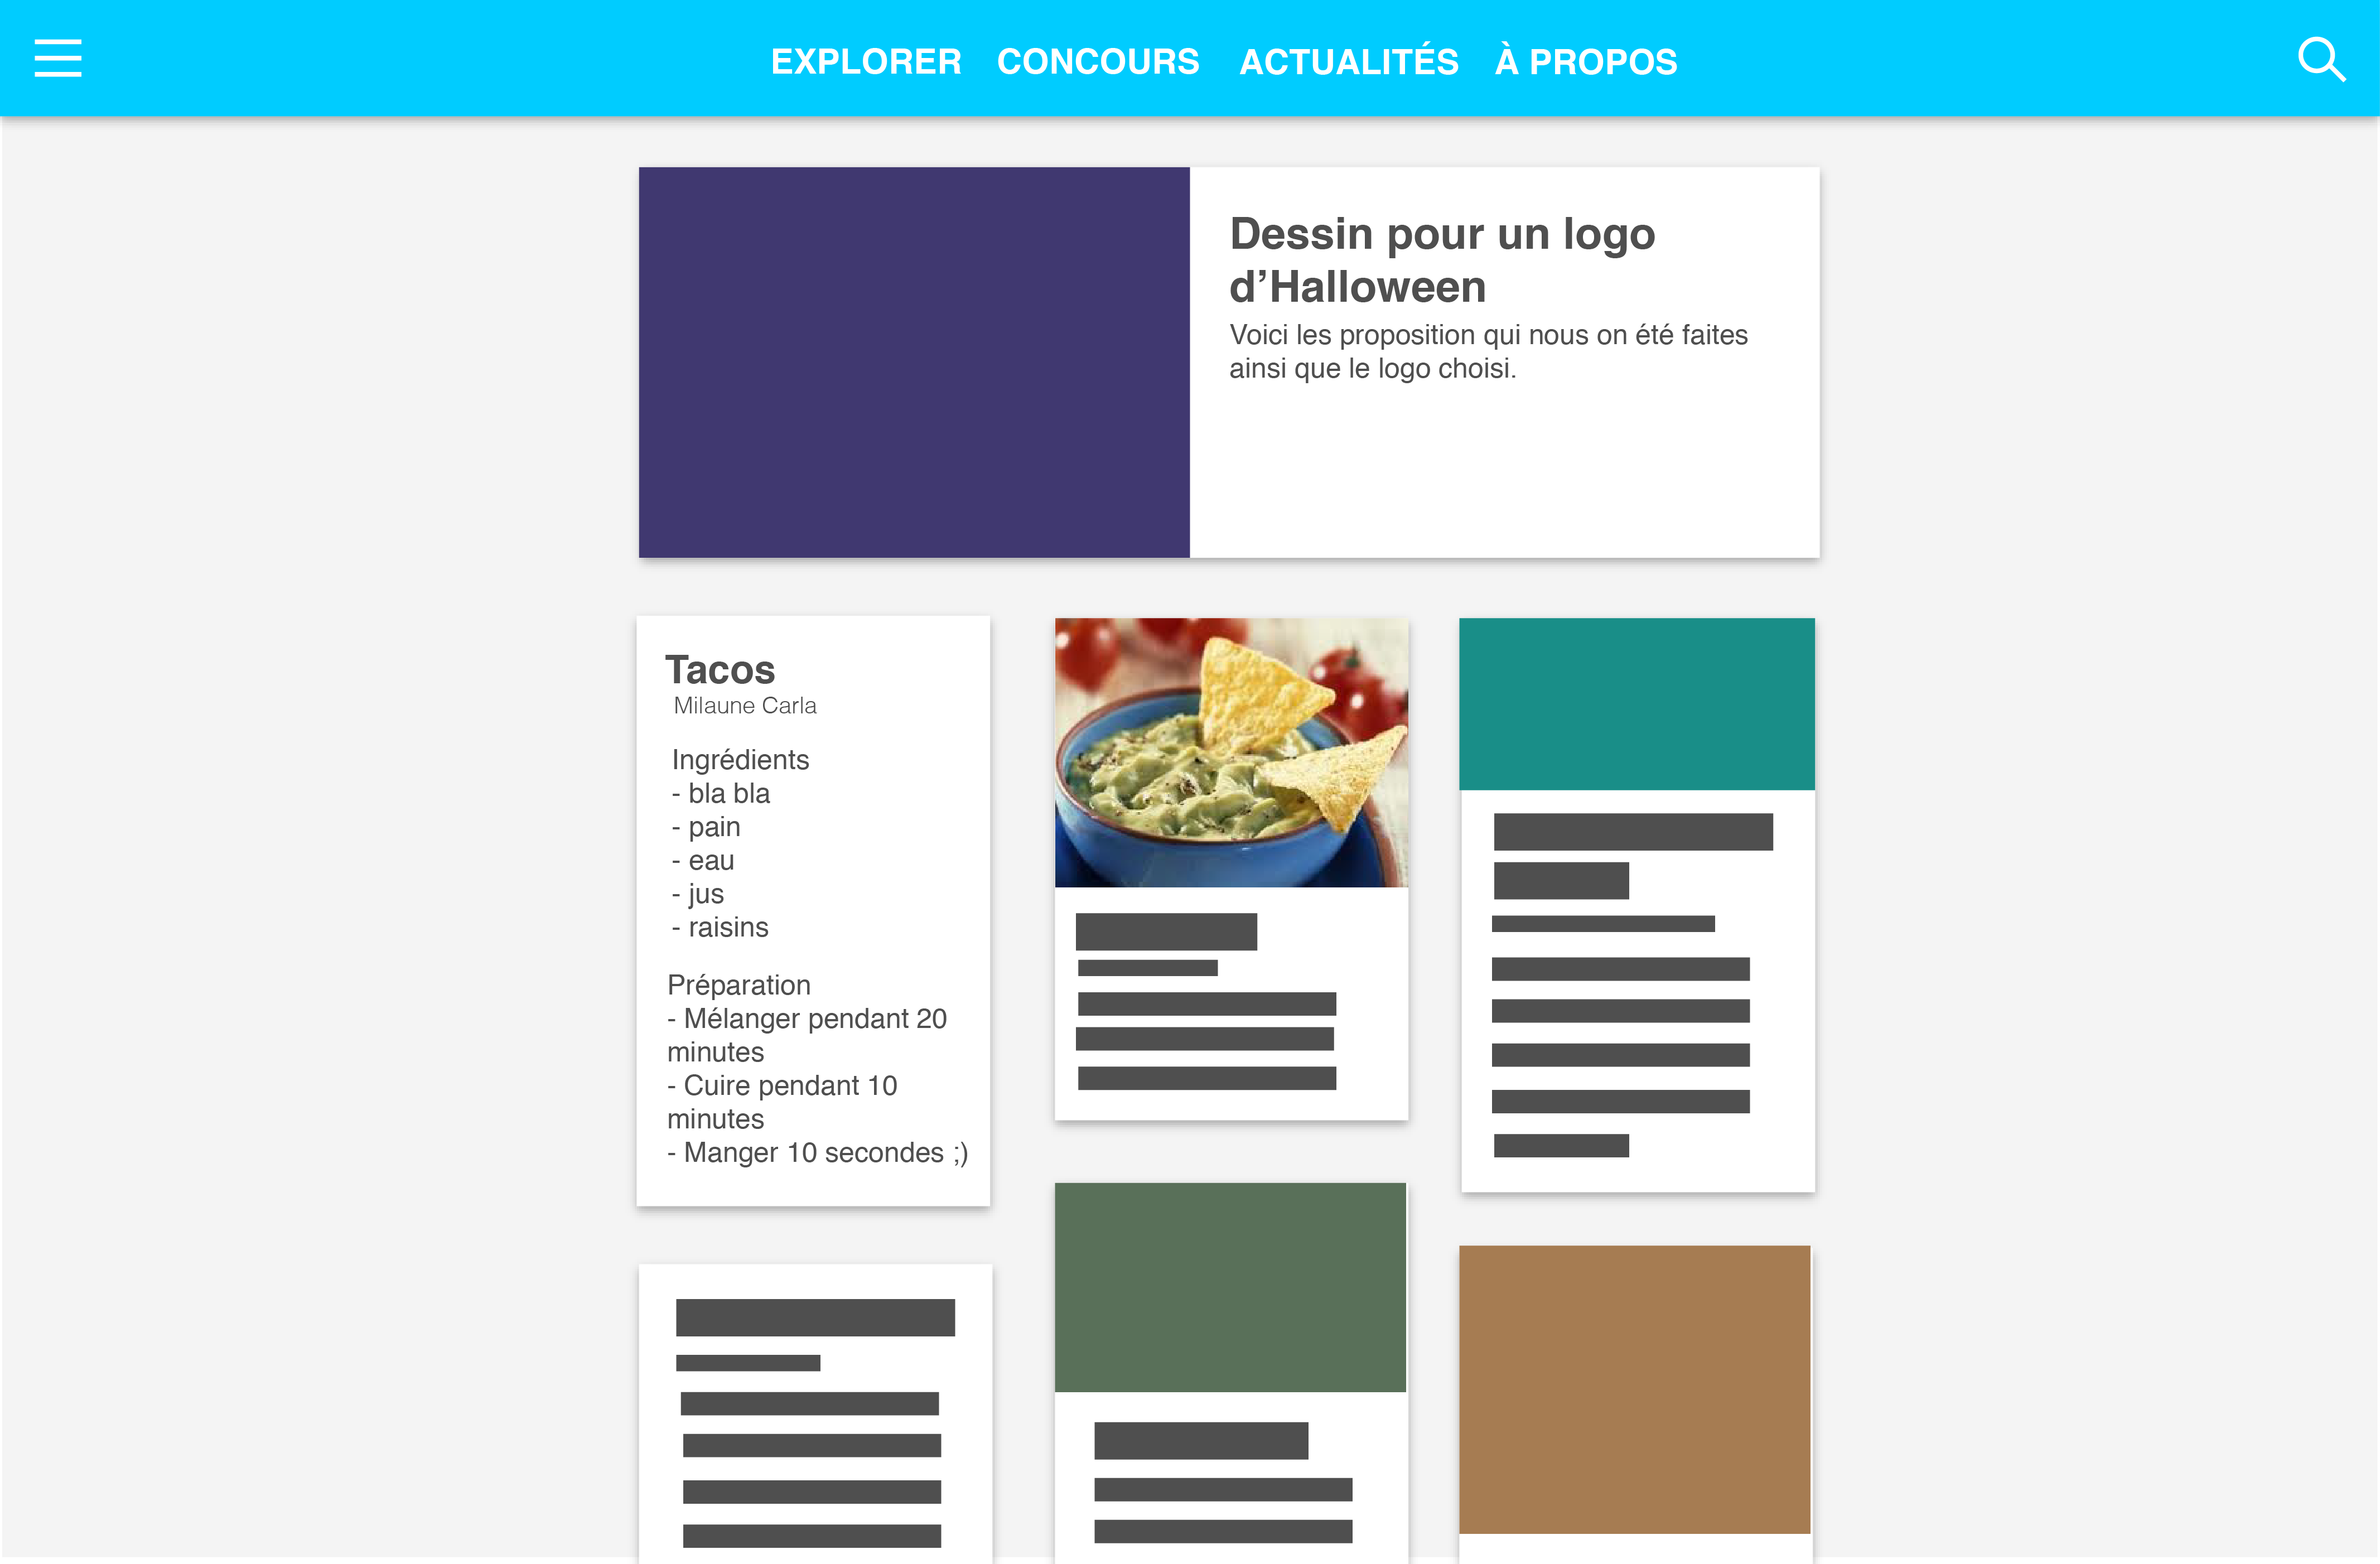 EXPLORER CONCOURS ACTUALITÉS À PROPOS
Dessin pour un logo
d’Halloween
Voici les proposition qui nous on été faites
ainsi que le logo choisi.
Tacos
Milaune Carla
Ingrédients
- bla bla
- pain
- eau
- jus
- raisins
Préparation
- Mélanger pendant 20
minutes
- Cuire pendant 10
minutes
- Manger 10 secondes ;)